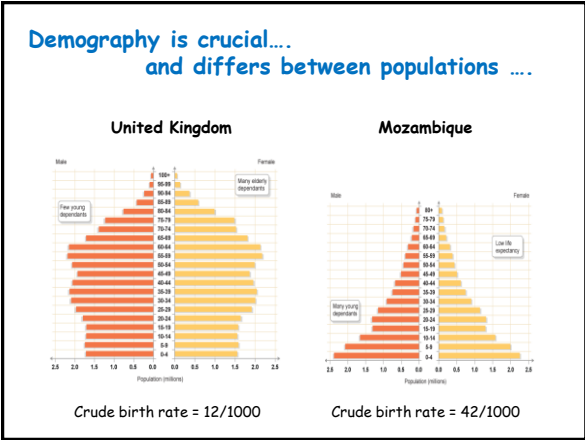 Demography is crucial….
and differs between populations ….
United Kingdom
Male
Female
100+
95-99
90-94
85-89
80-84
75-79
70-74
65-69
60-64
55-59
50-54
45-49
40-44
35-39
30-34
25-29
20-24
15-19
10-14
5-9
0-4
Few young
dependants
Many elderly
dependants
2.5 2.0 1.5 1.0 0.5 0.0 0.0 0.5 1.0 1.5 2.0 2.5
Population (millions)
Crude birth rate = 12/1000
Mozambique
Male
Female
80+
75-79
70-74
65-69
60-64
55-59
50-54
45-49
40-44
35-39
30-34
25-29
20-24
15-19
10-14
5-9
0-4
Low life
expectancy
Many young
dependants
2.5 2.0 1.5 1.0 0.5 0.0 0.0 0.5 1.0 1.5 2.0 2.5
Population (millions)
Crude birth rate = 42/1000